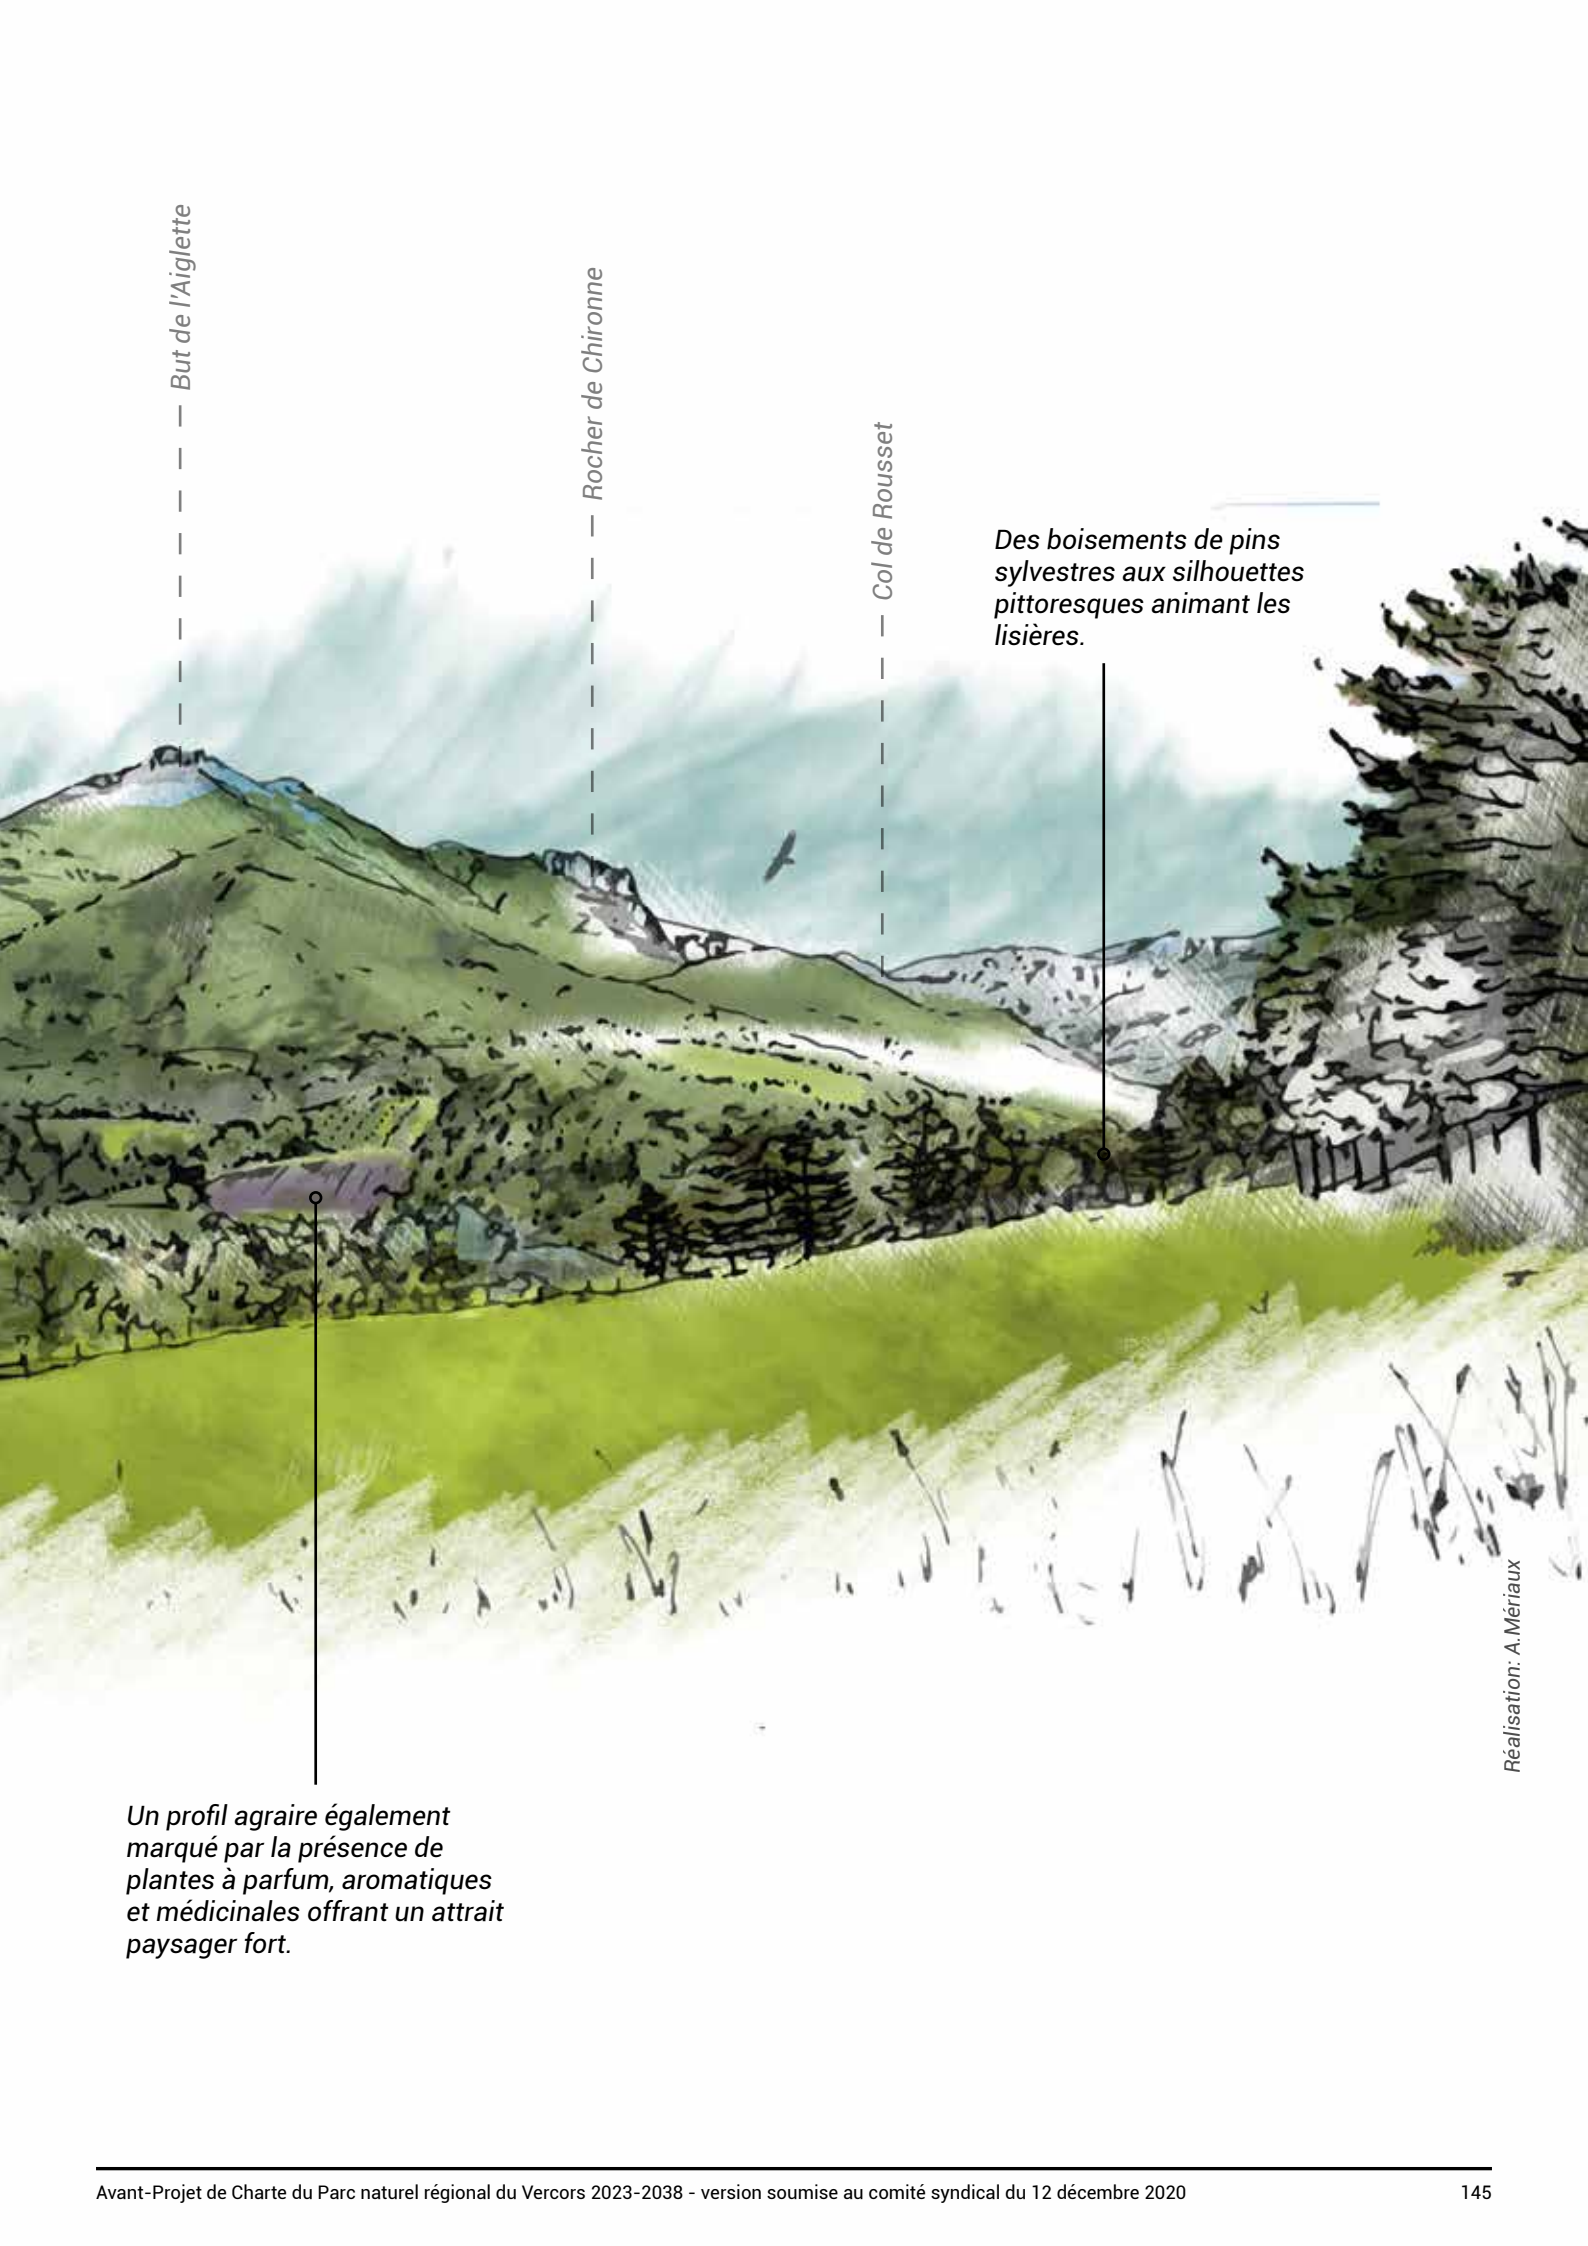 But de l'Aiglette
Rocher de Chironne
Col de Rousset
Des boisements de pins
sylvestres aux silhouettes
pittoresques animant les
lisières.
Réalisation: A.Mériaux
Un profil agraire également
marqué par la présence de
plantes à parfum, aromatiques
et médicinales offrant un attrait
paysager fort.
Avant-Projet de Charte du Parc naturel régional du Vercors 2023-2038 - version soumise au comité syndical du 12 décembre 2020 145